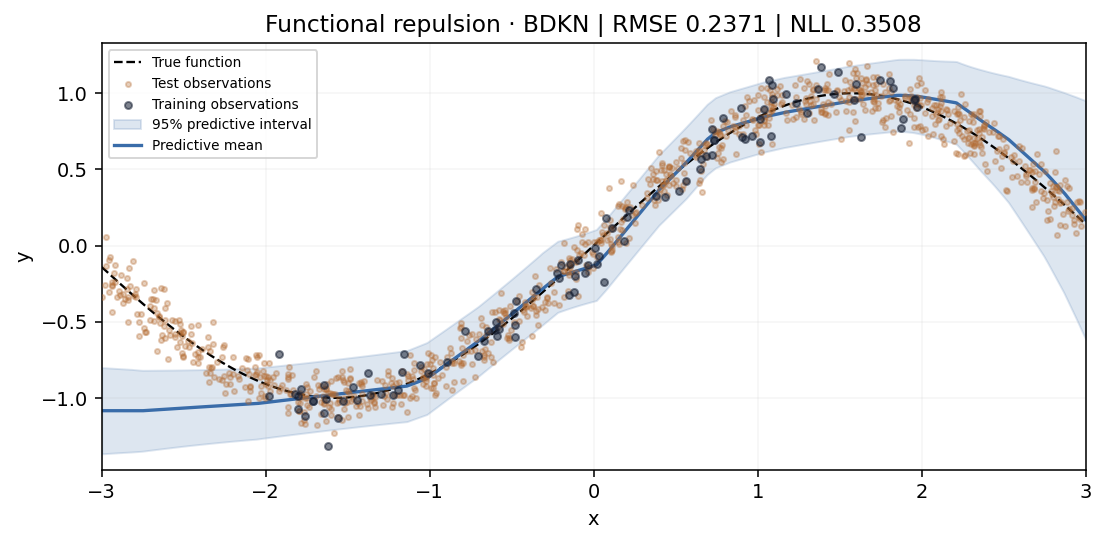 Functional repulsion · BDKN | RMSE 0.2371 | NLL 0.3508
True function
Test observations
Training observations
95% predictive interval
Predictive mean
1.0
0.5
0.0
−0.5
−1.0
y
−3 −2 −1 0 1 2 3
x